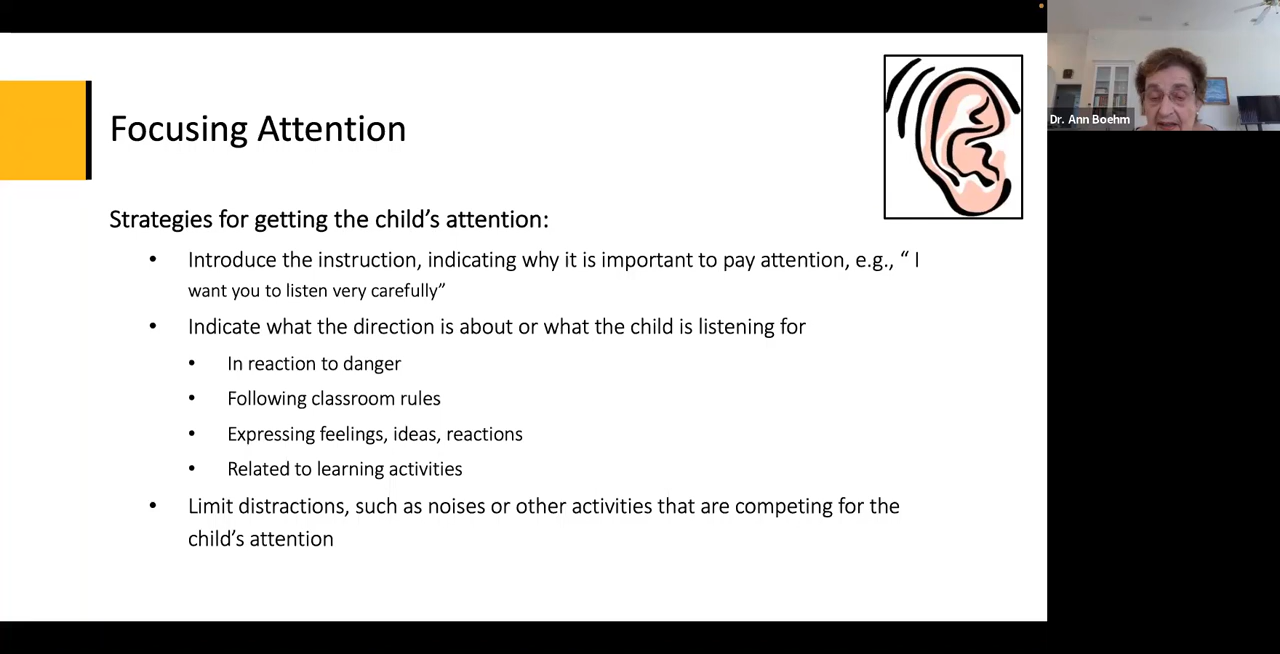 Focusing Attention
Dr. Ann Boehm
Strategies for getting the child’s attention:
• Introduce the instruction, indicating why it is important to pay attention, e.g., “ I
want you to listen very carefully”
• Indicate what the direction is about or what the child is listening for
• In reaction to danger
• Following classroom rules
• Expressing feelings, ideas, reactions
• Related to learning activities
• Limit distractions, such as noises or other activities that are competing for the
child’s attention